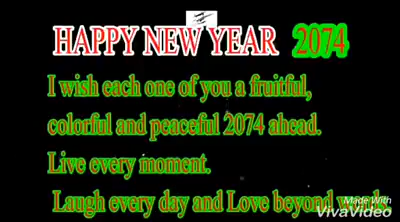 HAPPY NEW YEAR 2074
I wish each one of you a fruitful,
colorful and peaceful 2074 ahead.
Live every moment.
Laugh every day and Love beyond words.
Made With
VivaVideo